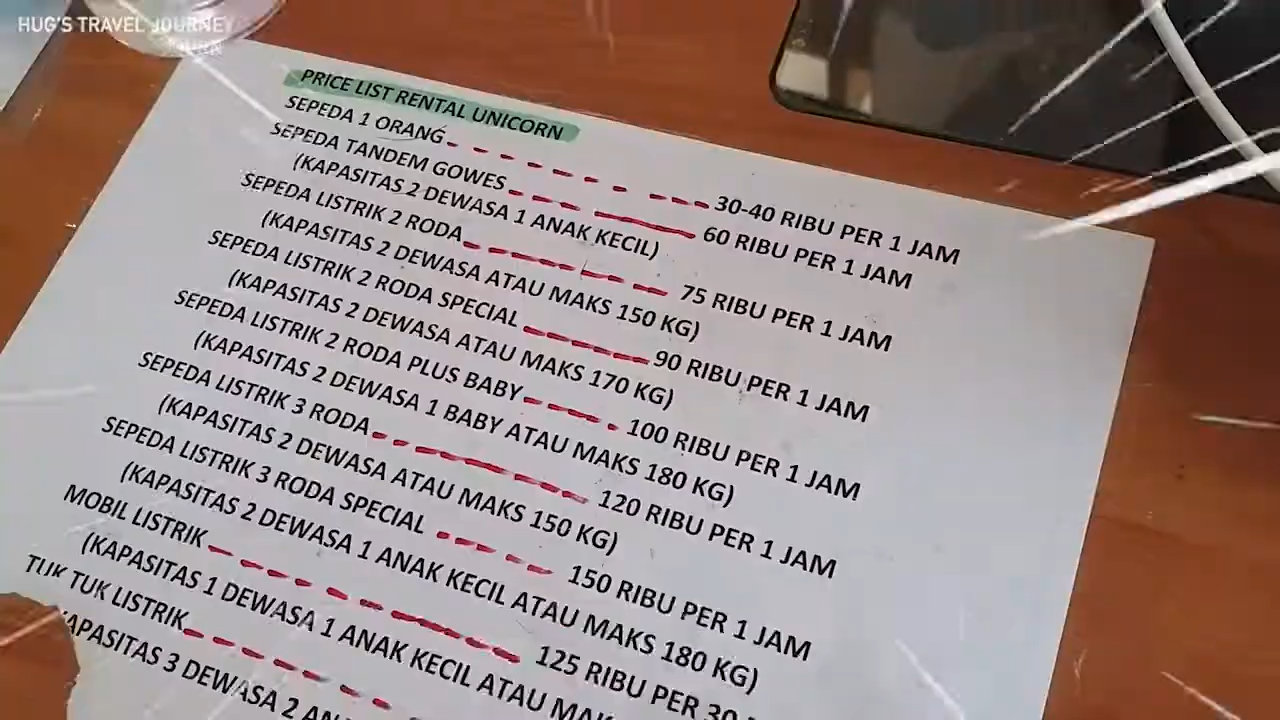 HUG'S TRAVEL JOURNEY
PRICE LIST RENTAL UNICORN
SEPEDA 1 ORANG 30-40 RIBU PER 1 JAM
SEPEDA TANDEM GOWES 60 RIBU PER 1 JAM
(KAPASITAS 2 DEWASA 1 ANAK KECIL)
SEPEDA LISTRIK 2 RODA 75 RIBU PER 1 JAM
(KAPASITAS 2 DEWASA ATAU MAKS 150 KG)
SEPEDA LISTRIK 2 RODA SPECIAL 90 RIBU PER 1 JAM
(KAPASITAS 2 DEWASA ATAU MAKS 170 KG)
SEPEDA LISTRIK 2 RODA PLUS BABY 100 RIBU PER 1 JAM
(KAPASITAS 2 DEWASA 1 BABY ATAU MAKS 180 KG)
SEPEDA LISTRIK 3 RODA 120 RIBU PER 1 JAM
(KAPASITAS 2 DEWASA ATAU MAKS 150 KG)
SEPEDA LISTRIK 3 RODA SPECIAL 150 RIBU PER 1 JAM
(KAPASITAS 2 DEWASA 1 ANAK KECIL ATAU MAKS 180 KG)
MOBIL LISTRIK 125 RIBU PER 30
(KAPASITAS 1 DEWASA 1 ANAK KECIL ATAU
TUK TUK LISTRIK
KAPASITAS 3 DEWASA 2